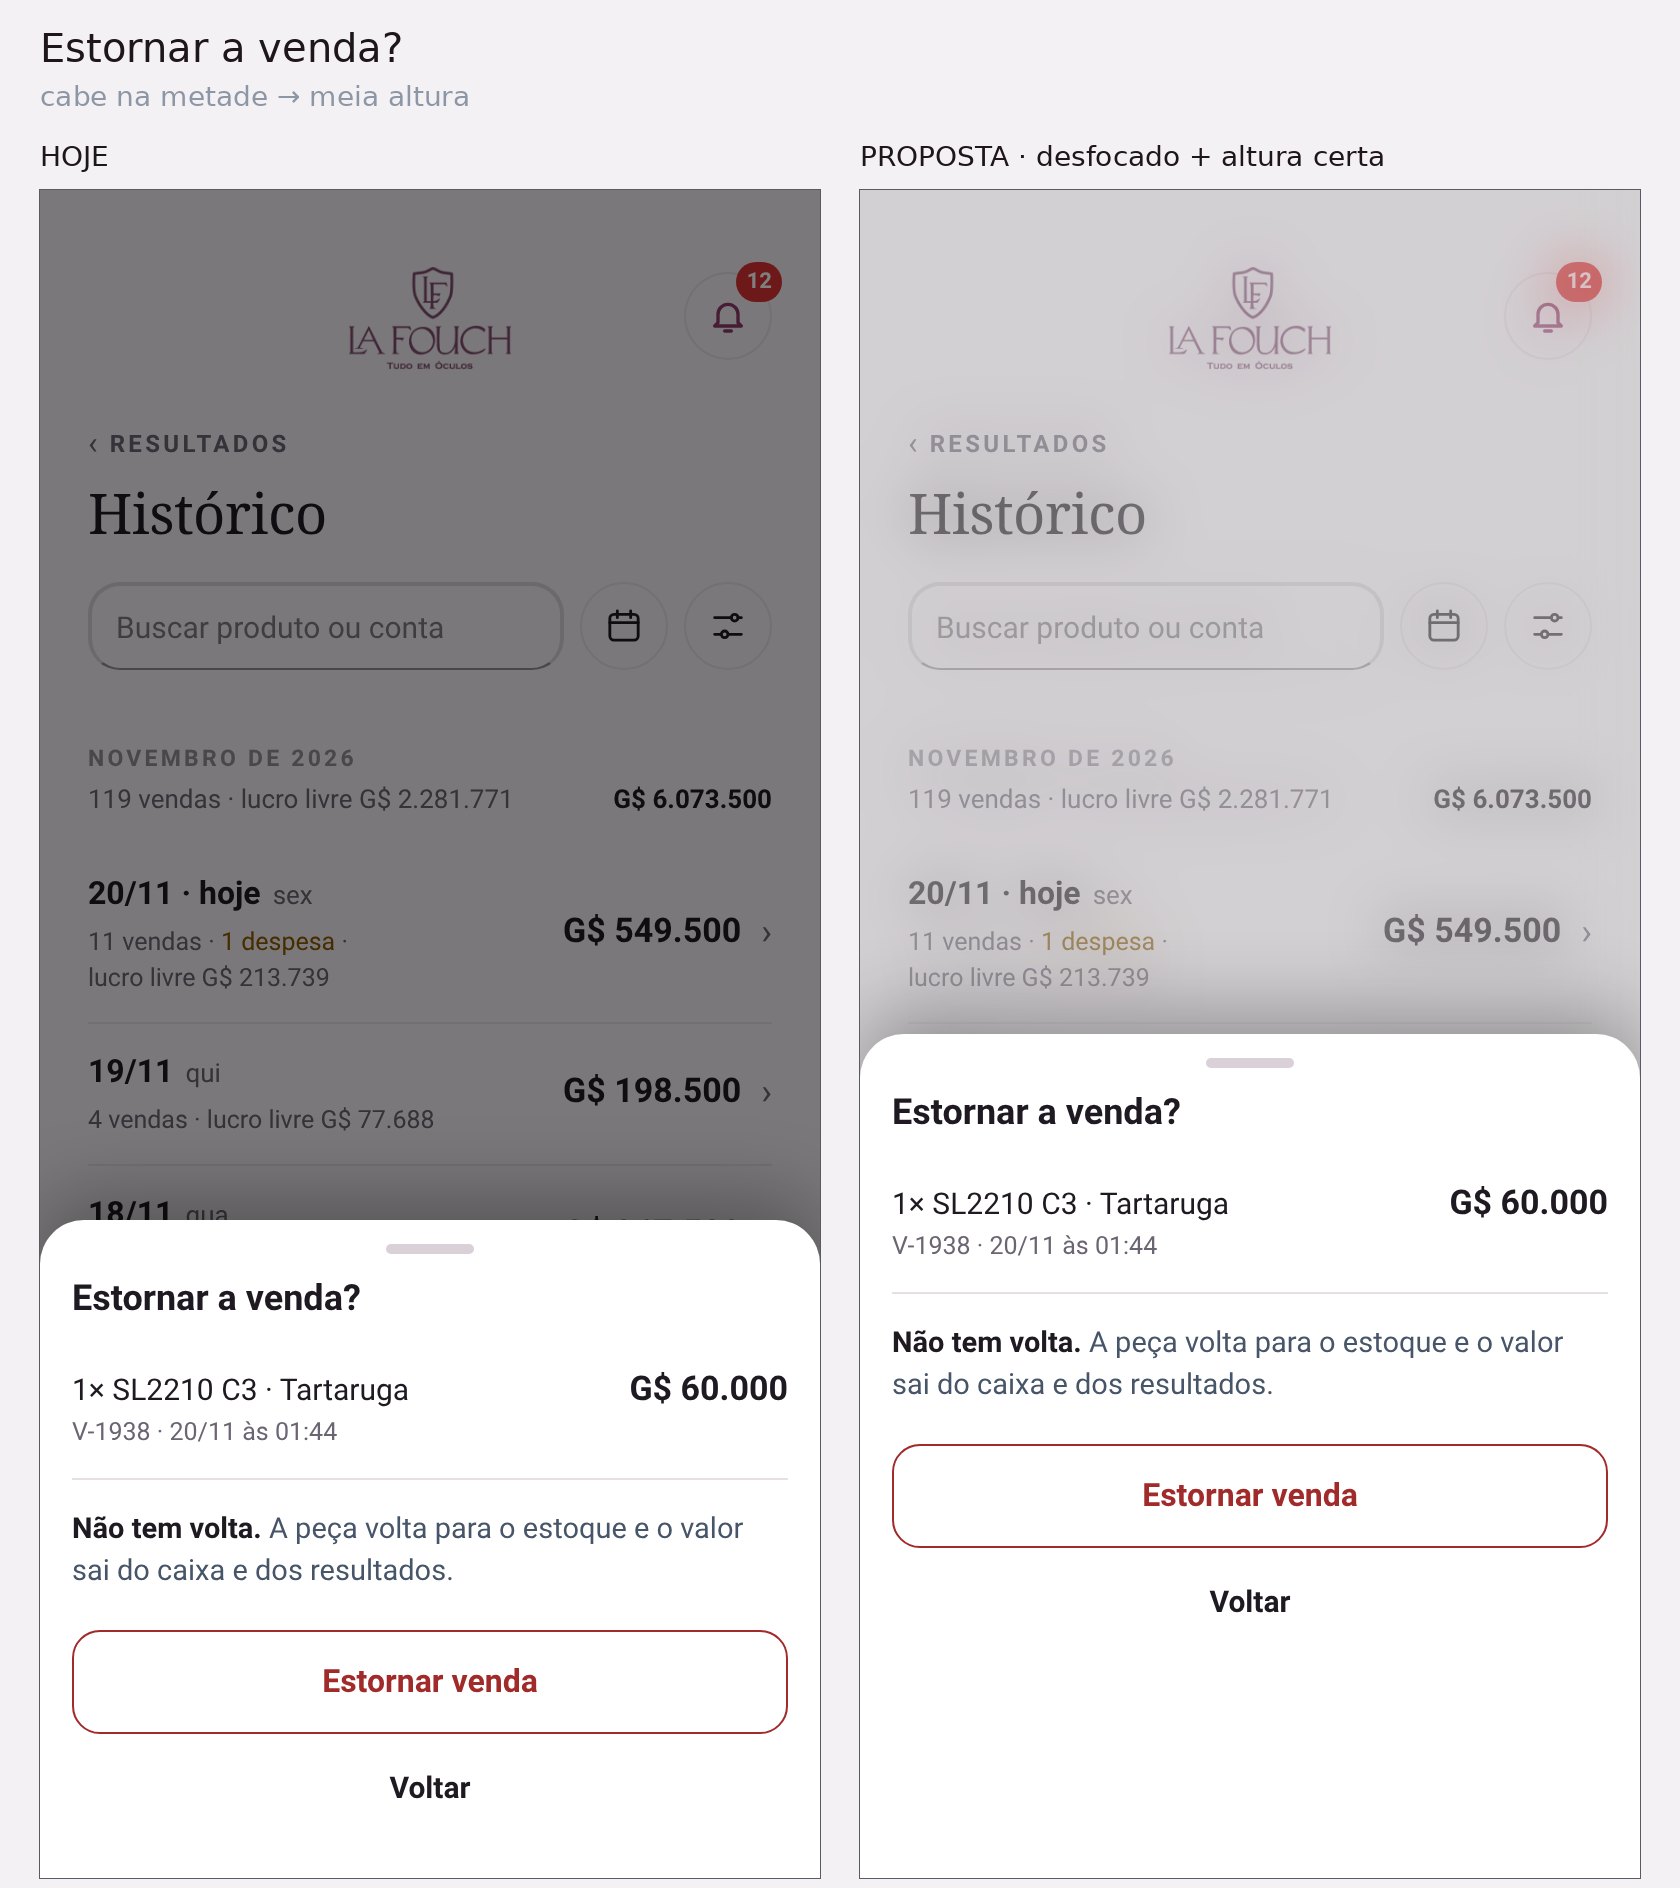 Estornar a venda?
cabe na metade → meia altura
HOJE
LF
LA FOUCH
TUDO EM ÓCULOS
12
‹ RESULTADOS
Histórico
Buscar produto ou conta
NOVEMBRO DE 2026
119 vendas · lucro livre G$ 2.281.771 G$ 6.073.500
20/11 · hoje sex
11 vendas · 1 despesa ·
lucro livre G$ 213.739
G$ 549.500 ›
19/11 qui
4 vendas · lucro livre G$ 77.688
G$ 198.500 ›
18/11 qua
Estornar a venda?
1× SL2210 C3 · Tartaruga G$ 60.000
V-1938 · 20/11 às 01:44
Não tem volta. A peça volta para o estoque e o valor
sai do caixa e dos resultados.
Estornar venda
Voltar
PROPOSTA · desfocado + altura certa
LF
LA FOUCH
TUDO EM ÓCULOS
12
‹ RESULTADOS
Histórico
Buscar produto ou conta
NOVEMBRO DE 2026
119 vendas · lucro livre G$ 2.281.771 G$ 6.073.500
20/11 · hoje sex
11 vendas · 1 despesa ·
lucro livre G$ 213.739
G$ 549.500 ›
Estornar a venda?
1× SL2210 C3 · Tartaruga G$ 60.000
V-1938 · 20/11 às 01:44
Não tem volta. A peça volta para o estoque e o valor
sai do caixa e dos resultados.
Estornar venda
Voltar